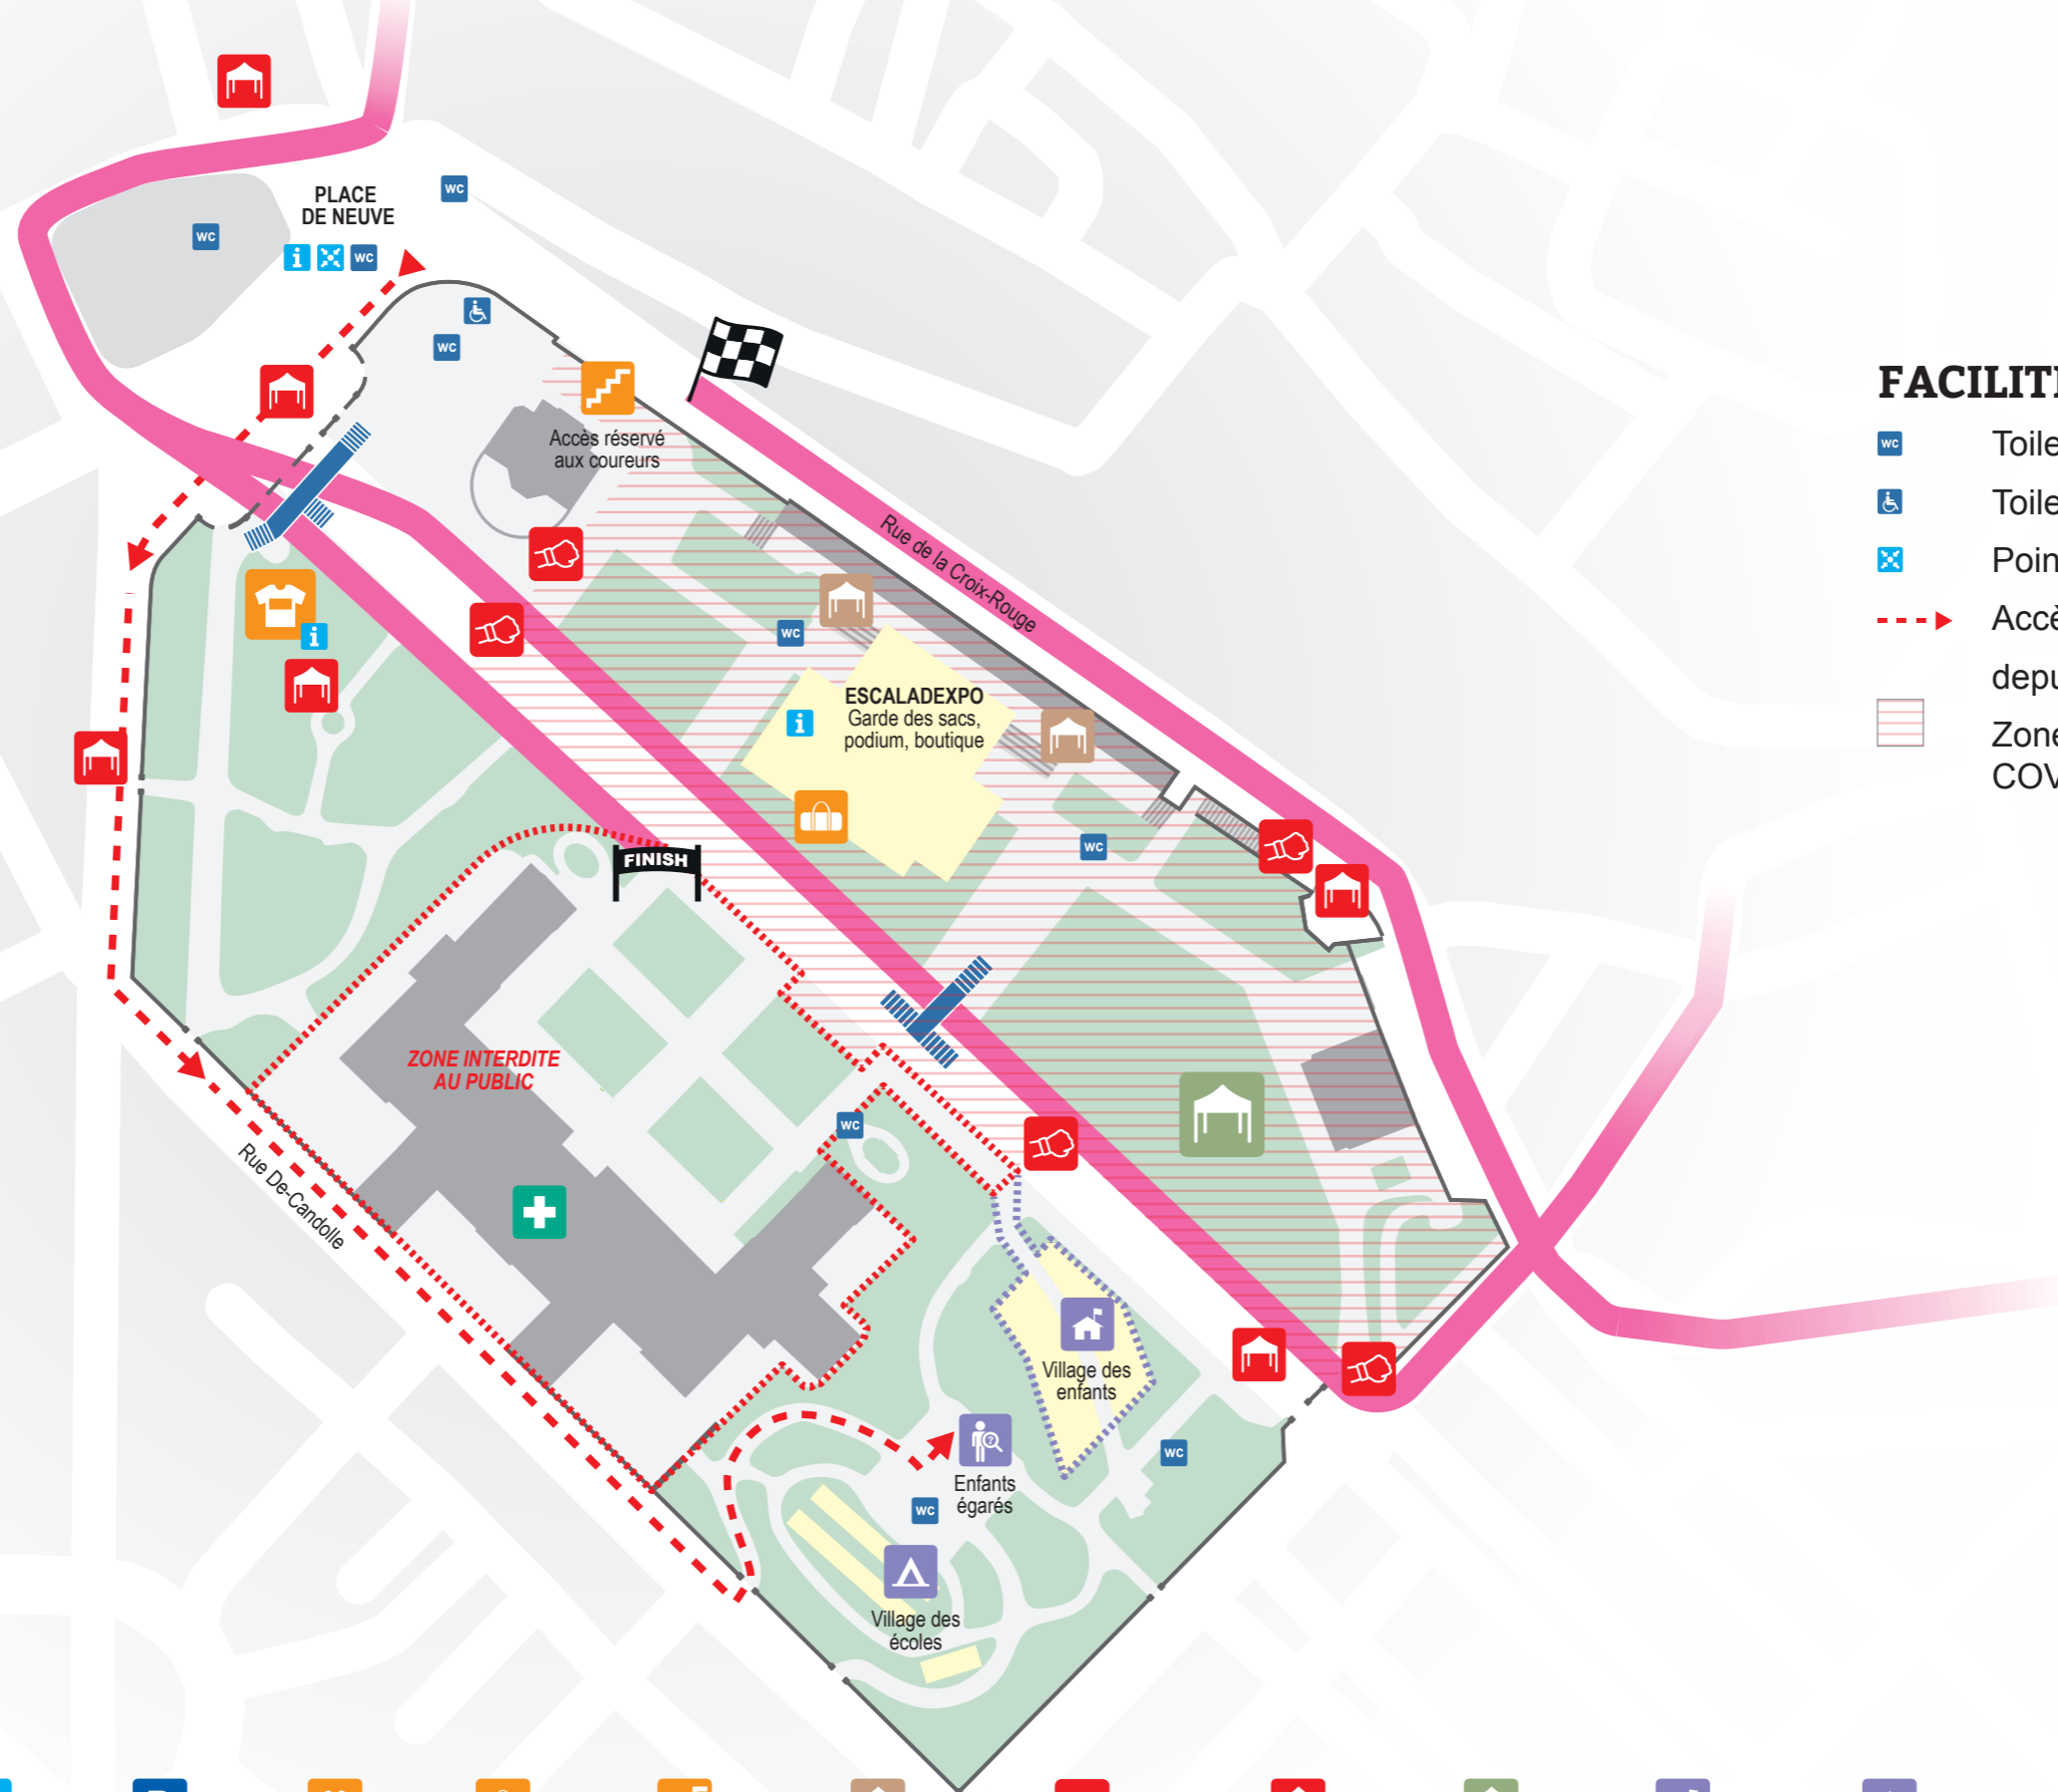 PLACE
DE NEUVE
WC
WC
i
WC
WC
Accès réservé
aux coureurs
Rue de la Croix-Rouge
i
WC
ESCALADEXPO
Garde des sacs,
podium, boutique
i
WC
FINISH
ZONE INTERDITE
AU PUBLIC
WC
Rue De-Candolle
Village des
enfants
WC
?
Enfants
égarés
WC
Village des
écoles
FACILITI
WC
Toile
Toile
Poin
Accè
depu
Zone
COV